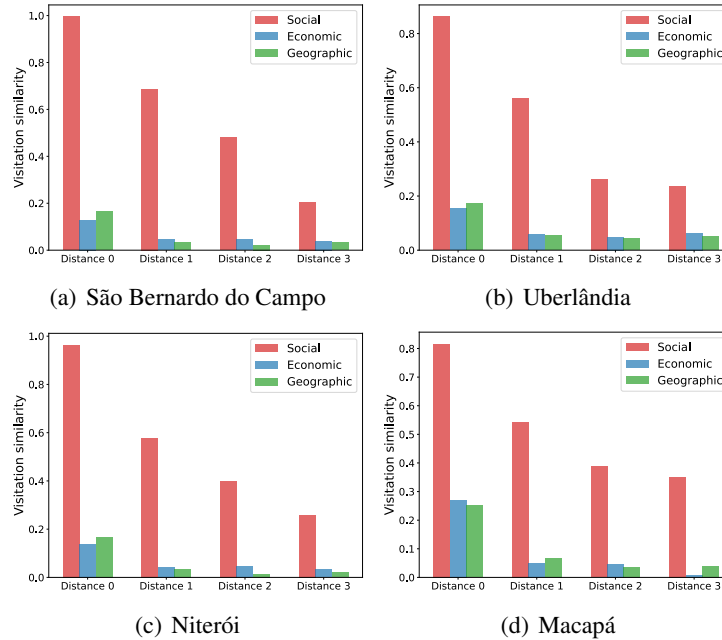 Visitation similarity
1.0
0.8
0.6
0.4
0.2
0.0
Distance 0 Distance 1 Distance 2 Distance 3
Social
Economic
Geographic
(a) São Bernardo do Campo
Visitation similarity
0.8
0.6
0.4
0.2
0.0
Distance 0 Distance 1 Distance 2 Distance 3
Social
Economic
Geographic
(b) Uberlândia
Visitation similarity
1.0
0.8
0.6
0.4
0.2
0.0
Distance 0 Distance 1 Distance 2 Distance 3
Social
Economic
Geographic
(c) Niterói
Visitation similarity
0.8
0.7
0.6
0.5
0.4
0.3
0.2
0.1
0.0
Distance 0 Distance 1 Distance 2 Distance 3
Social
Economic
Geographic
(d) Macapá